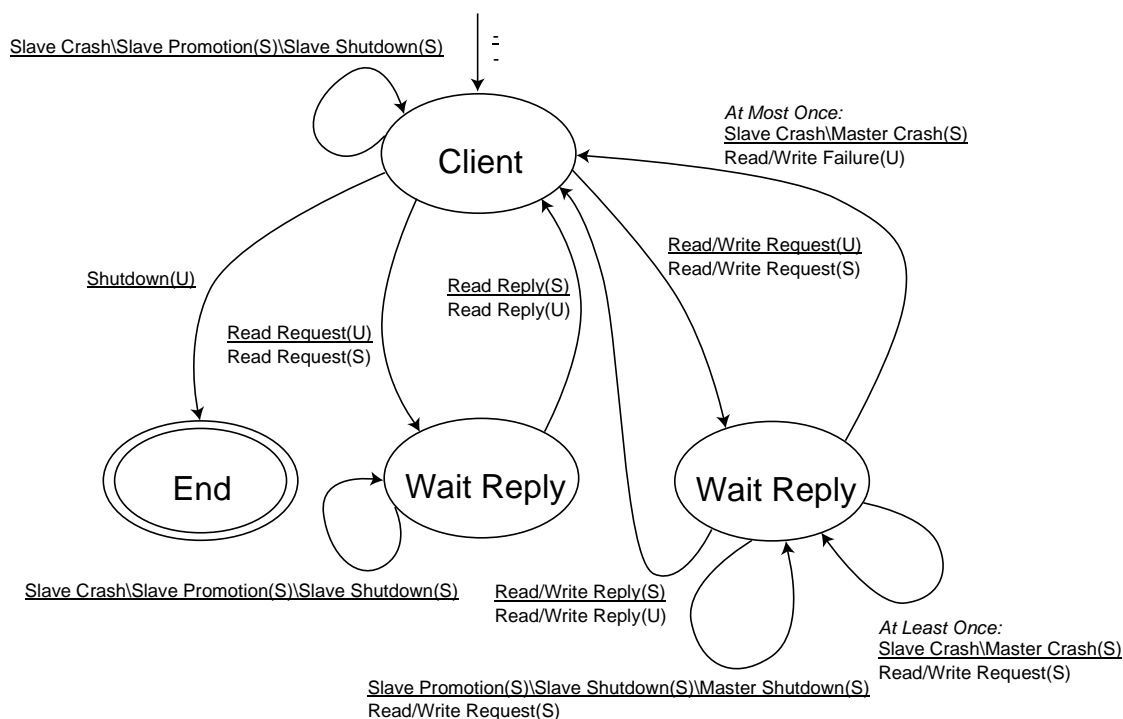 -
-
Slave Crash\Slave Promotion(S)\Slave Shutdown(S)
At Most Once:
Slave Crash\Master Crash(S)
Read/Write Failure(U)
Client
Read/Write Request(U)
Read/Write Request(S)
Shutdown(U)
Read Reply(S)
Read Reply(U)
Read Request(U)
Read Request(S)
End
Wait Reply
Wait Reply
Slave Crash\Slave Promotion(S)\Slave Shutdown(S)
Read/Write Reply(S)
Read/Write Reply(U)
At Least Once:
Slave Crash\Master Crash(S)
Read/Write Request(S)
Slave Promotion(S)\Slave Shutdown(S)\Master Shutdown(S)
Read/Write Request(S)